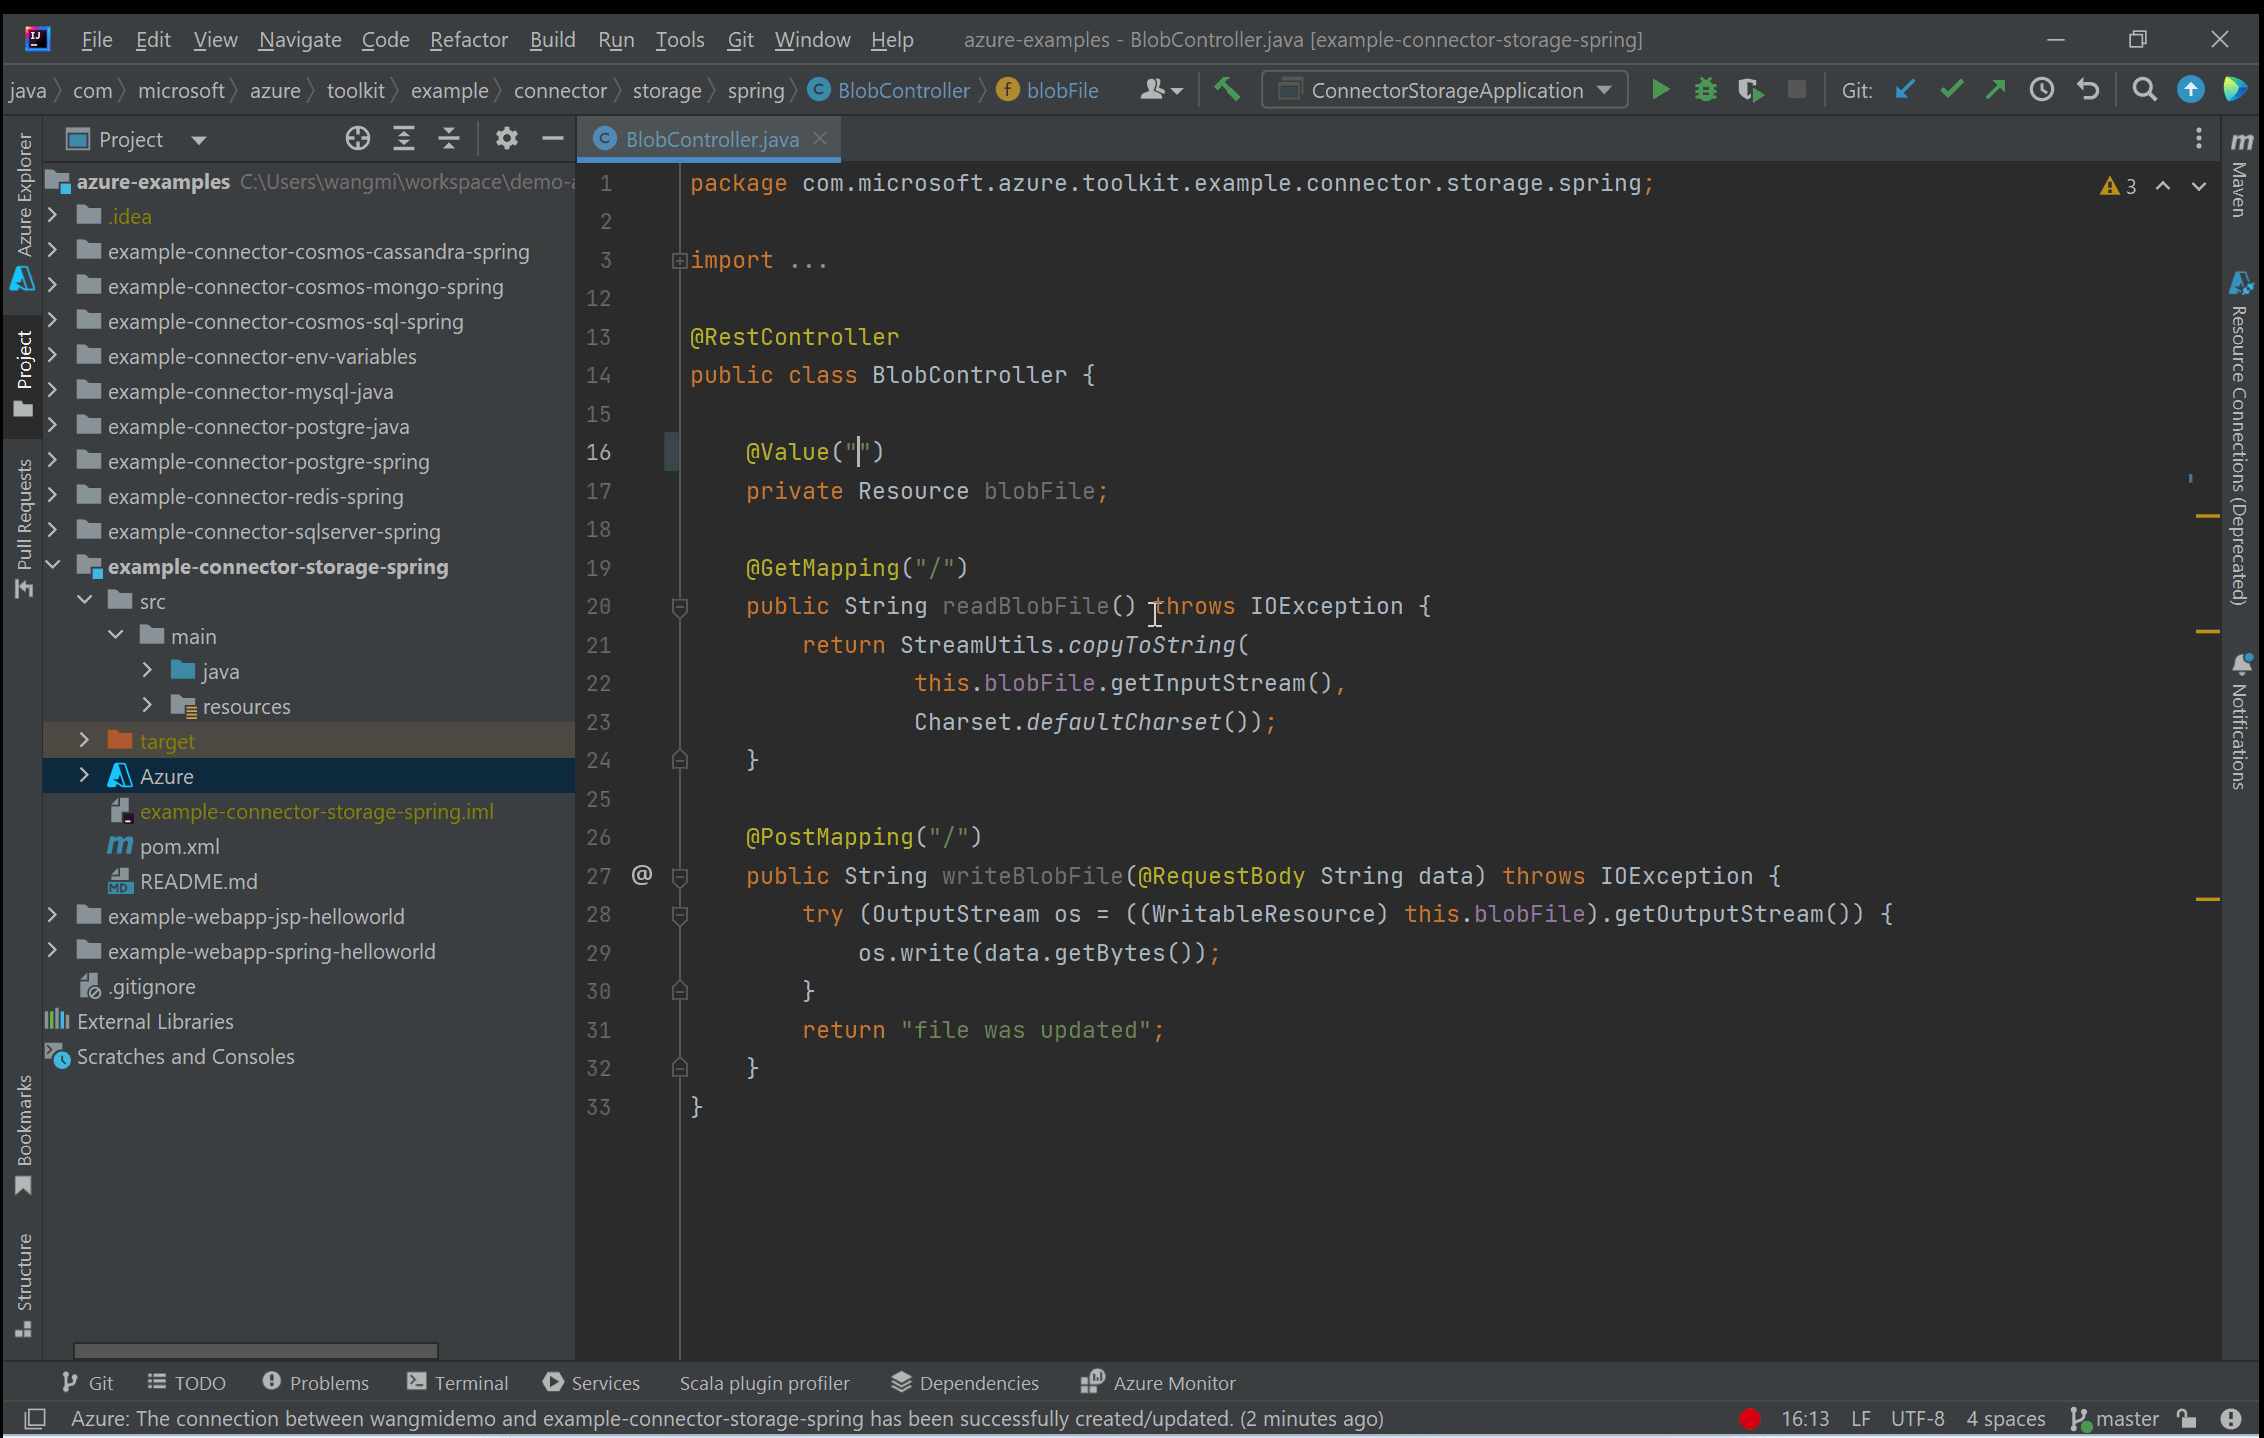 File Edit View Navigate Code Refactor Build Run Tools Git Window Help azure-examples - BlobController.java [example-connector-storage-spring]
java com microsoft azure toolkit example connector storage spring BlobController blobFile ConnectorStorageApplication Git:
Project
BlobController.java
Azure Explorer
Project
Pull Requests
Bookmarks
Structure
azure-examples C:\Users\wangmi\workspace\demo-
.idea
example-connector-cosmos-cassandra-spring
example-connector-cosmos-mongo-spring
example-connector-cosmos-sql-spring
example-connector-env-variables
example-connector-mysql-java
example-connector-postgre-java
example-connector-postgre-spring
example-connector-redis-spring
example-connector-sqlserver-spring
example-connector-storage-spring
src
main
java
resources
target
Azure
example-connector-storage-spring.iml
pom.xml
README.md
example-webapp-jsp-helloworld
example-webapp-spring-helloworld
.gitignore
External Libraries
Scratches and Consoles
1 package com.microsoft.azure.toolkit.example.connector.storage.spring;
2
3 import ...
12
13 @RestController
14 public class BlobController {
15
16 @Value("")
17 private Resource blobFile;
18
19 @GetMapping("/")
20 public String readBlobFile() throws IOException {
21 return StreamUtils.copyToString(
22 this.blobFile.getInputStream(),
23 Charset.defaultCharset());
24 }
25
26 @PostMapping("/")
27 @ public String writeBlobFile(@RequestBody String data) throws IOException {
28 try (OutputStream os = ((WritableResource) this.blobFile).getOutputStream()) {
29 os.write(data.getBytes());
30 }
31 return "file was updated";
32 }
33 }
3
Maven
Resource Connections (Deprecated)
Notifications
Git TODO Problems Terminal Services Scala plugin profiler Dependencies Azure Monitor
Azure: The connection between wangmidemo and example-connector-storage-spring has been successfully created/updated. (2 minutes ago) 16:13 LF UTF-8 4 spaces master